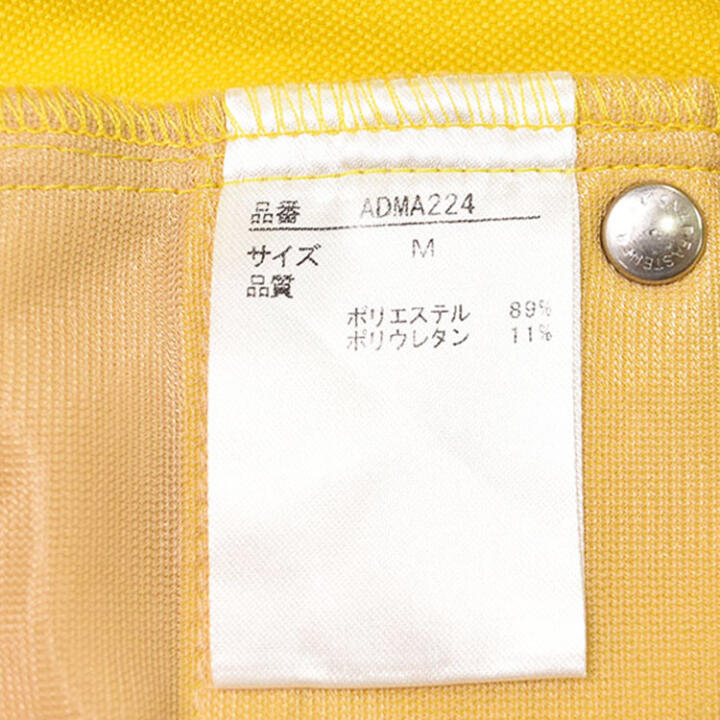 品番 ADMA224
サイズ M
品質
ポリエステル 89%
ポリウレタン 11%